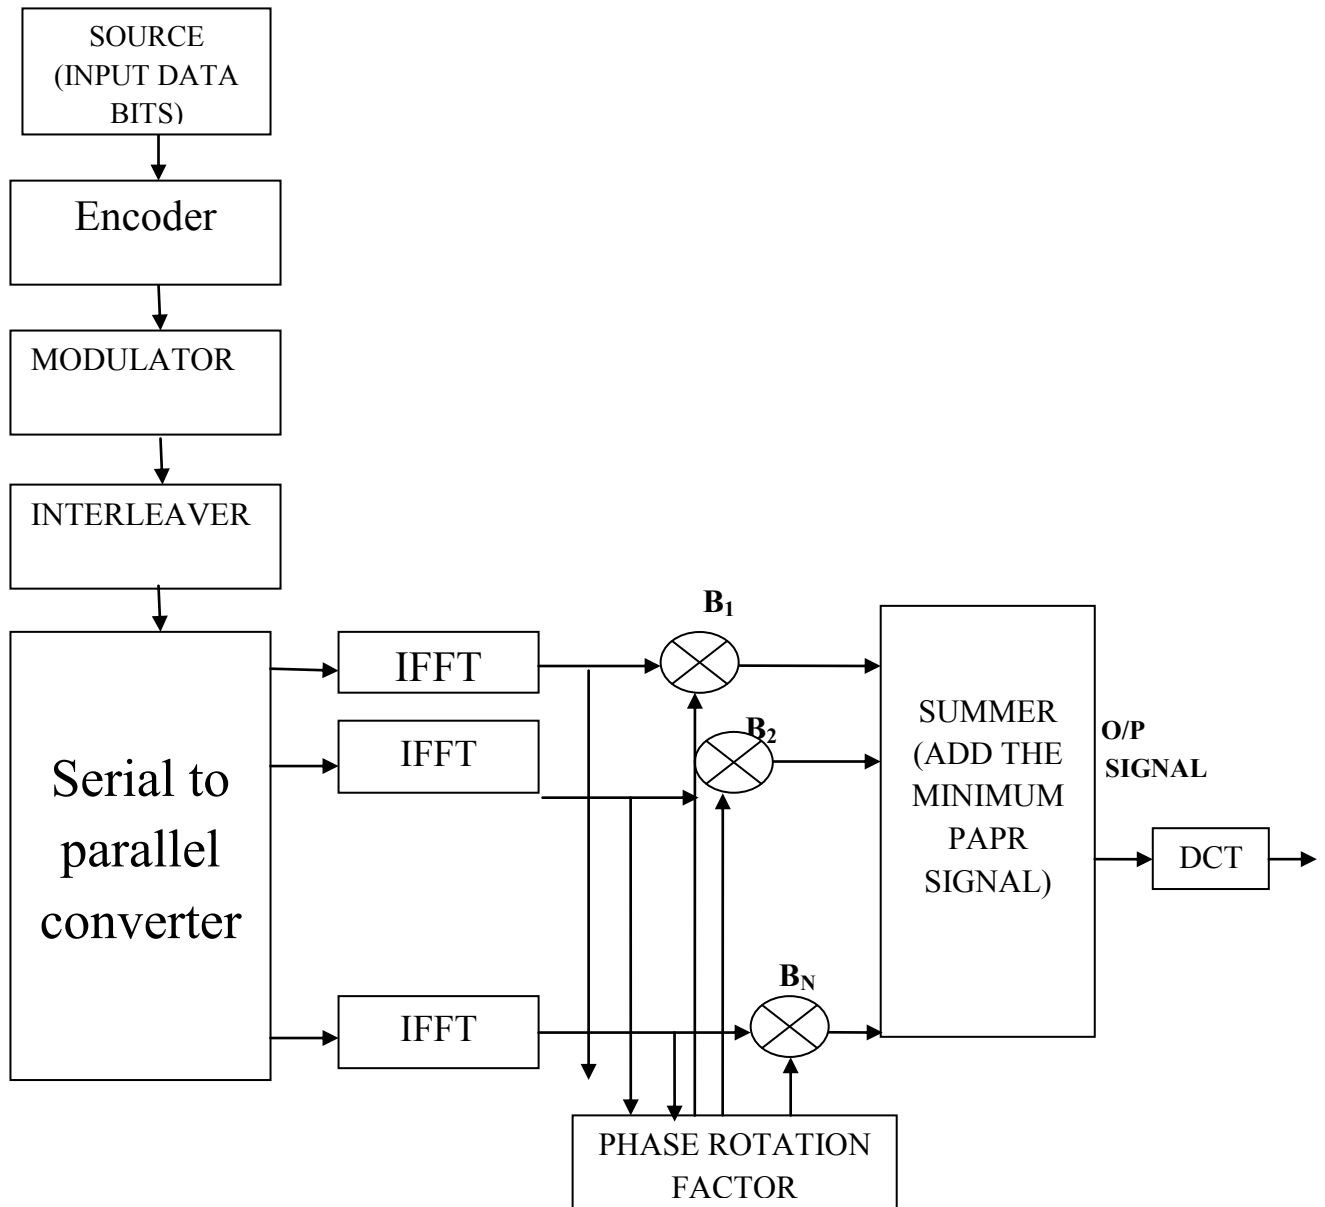 SOURCE
(INPUT DATA
BITS)
Encoder
MODULATOR
INTERLEAVER
Serial to
parallel
converter
IFFT
IFFT
IFFT
B₁
B₂
Bₙ
SUMMER
(ADD THE
MINIMUM
PAPR
SIGNAL)
O/P
SIGNAL
DCT
PHASE ROTATION
FACTOR